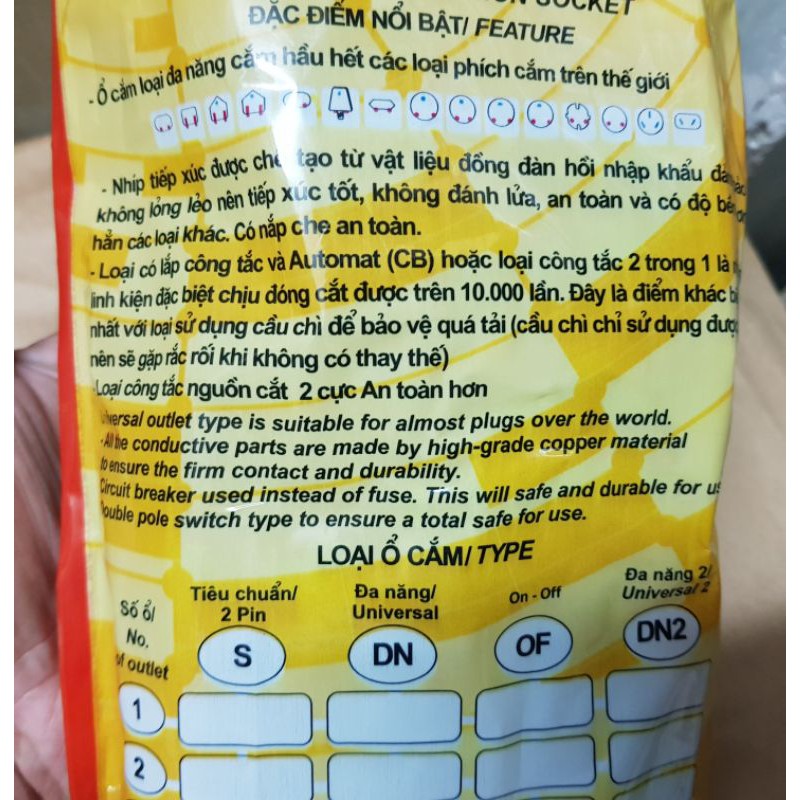 SOCKET
ĐẶC ĐIỂM NỔI BẬT/ FEATURE
- Ổ cắm loại đa năng cắm hầu hết các loại phích cắm trên thế giới
- Nhíp tiếp xúc được chế tạo từ vật liệu đồng đàn hồi nhập khẩu
không lỏng lẻo nên tiếp xúc tốt, không đánh lửa, an toàn và có độ
hẳn các loại khác. Có nắp che an toàn.
- Loại có lắp công tắc và Automat (CB) hoặc loại công tắc 2 trong 1 là
linh kiện đặc biệt chịu đóng cắt được trên 10.000 lần. Đây là điểm khác
nhất với loại sử dụng cầu chì để bảo vệ quá tải (cầu chì chỉ sử dụng
nên sẽ gặp rắc rối khi không có thay thế)
-Loại công tắc nguồn cắt 2 cực An toàn hơn
outlet type is suitable for almost plugs over the world.
-All the conductive parts are made by high-grade copper material
to ensure the firm contact and durability.
Circuit breaker used instead of fuse. This will safe and durable for
Double pole switch type to ensure a total safe for use.
LOẠI Ổ CẮM/ TYPE
Số ổ/
No.
of outlet
Tiêu chuẩn/
2 Pin
S
Đa năng/
Universal
DN
On - Off
OF
Đa năng 2/
Universal 2
DN2
1
2